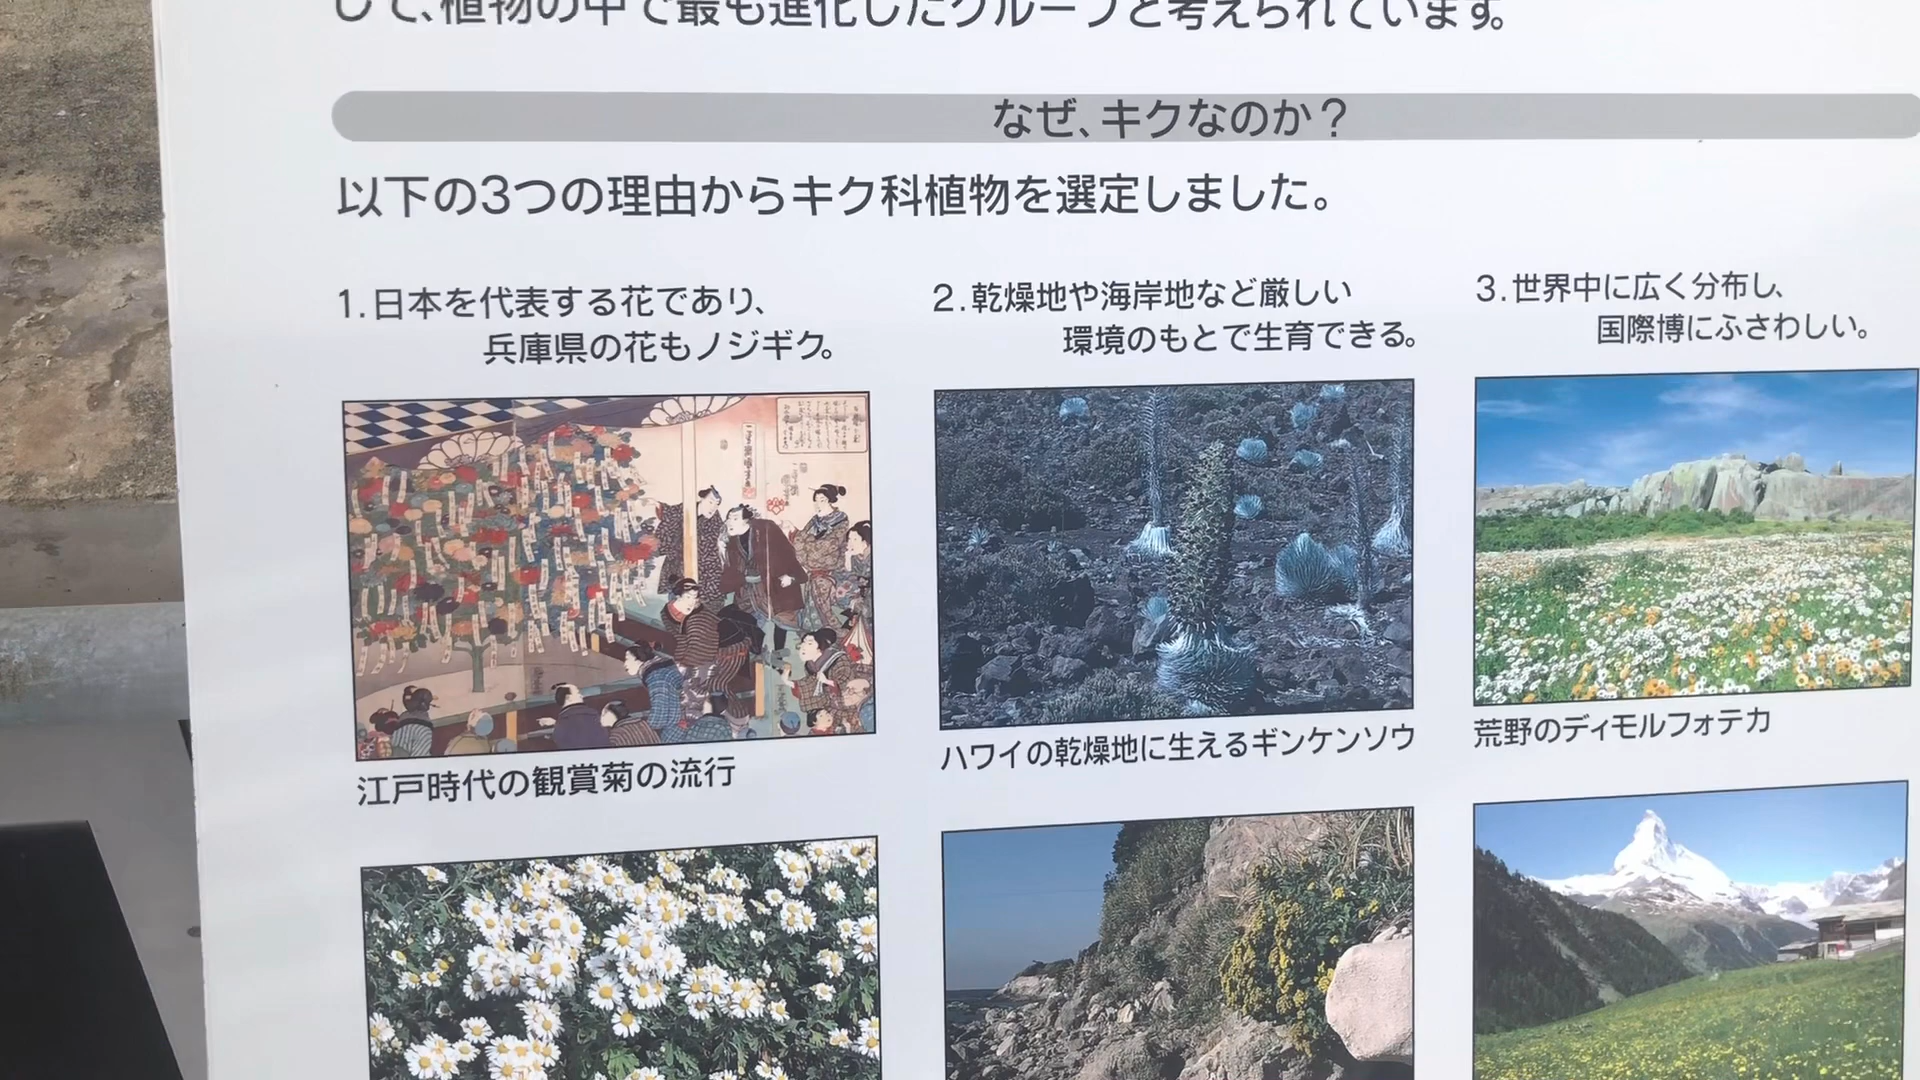 して、植物の中で最も進化したグループと考えられています。
なぜ、キクなのか？
以下の3つの理由からキク科植物を選定しました。
1.日本を代表する花であり、
兵庫県の花もノジギク。
2.乾燥地や海岸地など厳しい
環境のもとで生育できる。
3.世界中に広く分布し、
国際博にふさわしい。
江戸時代の観賞菊の流行
ハワイの乾燥地に生えるギンケンソウ
荒野のディモルフォテカ